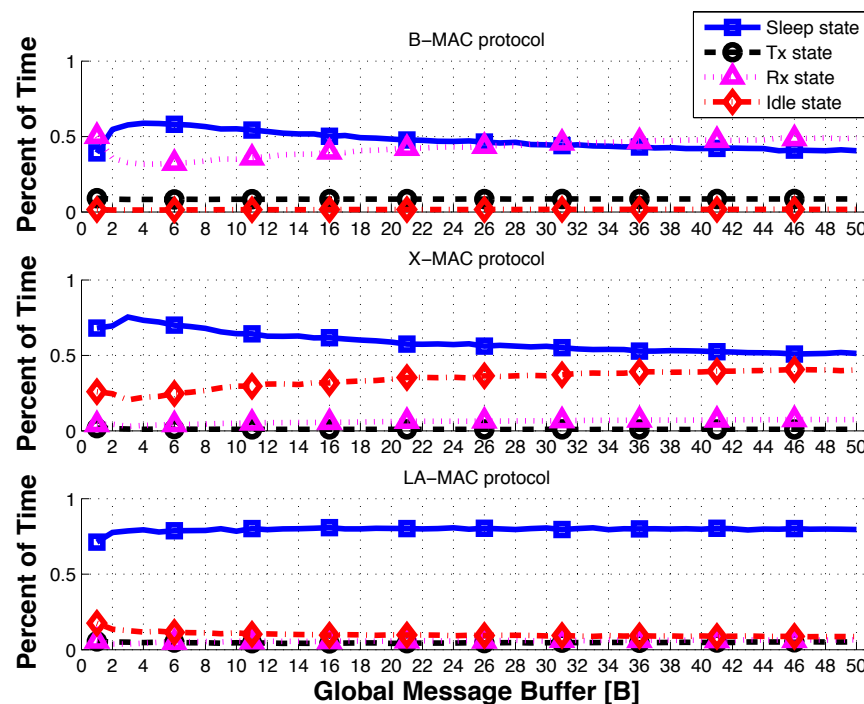 B-MAC protocol
Sleep state
Tx state
Rx state
Idle state
Percent of Time
1
0.5
0
0 2 4 6 8 10 12 14 16 18 20 22 24 26 28 30 32 34 36 38 40 42 44 46 48 50
X-MAC protocol
Percent of Time
1
0.5
0
0 2 4 6 8 10 12 14 16 18 20 22 24 26 28 30 32 34 36 38 40 42 44 46 48 50
LA-MAC protocol
Percent of Time
1
0.5
0
0 2 4 6 8 10 12 14 16 18 20 22 24 26 28 30 32 34 36 38 40 42 44 46 48 50
Global Message Buffer [B]